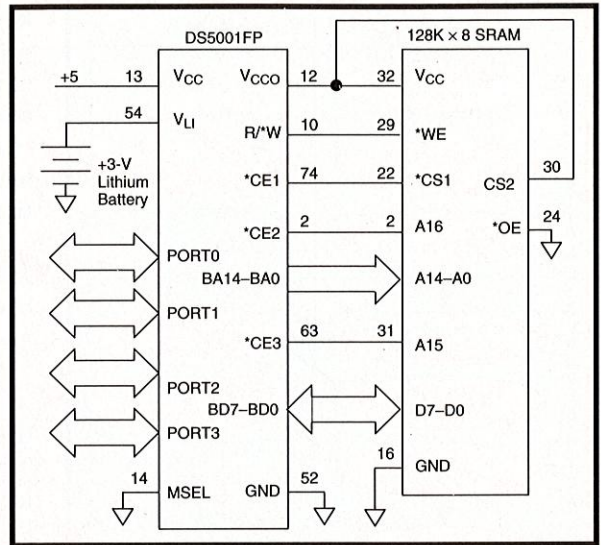 DS5001FP
128K × 8 SRAM
+5 13 VCC VCCO 12 32 VCC
54 VLI R/*W 10 29 *WE
+3-V
Lithium
Battery
*CE1 74 22 *CS1 CS2 30
*CE2 2 2 A16 *OE 24
PORT0 BA14–BA0 A14–A0
PORT1
*CE3 63 31 A15
PORT2
BD7–BD0 D7–D0
PORT3
16 GND
14 MSEL GND 52